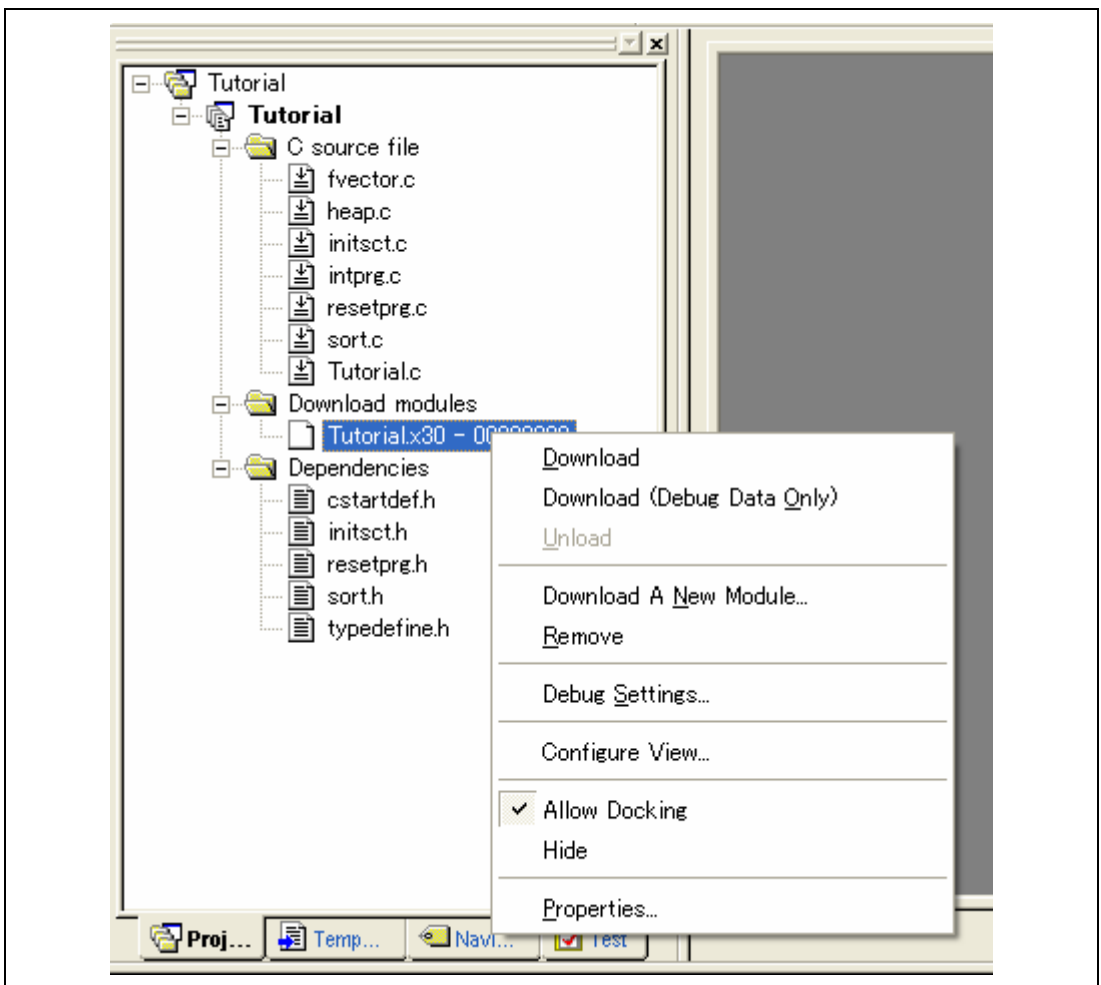 Tutorial
Tutorial
C source file
fvector.c
heap.c
initsct.c
intprg.c
resetprg.c
sort.c
Tutorial.c
Download modules
Tutorial.x30 - 00000000
Dependencies
cstartdef.h
initsct.h
resetprg.h
sort.h
typedefine.h
Download
Download (Debug Data Only)
Unload
Download A New Module...
Remove
Debug Settings...
Configure View...
Allow Docking
Hide
Properties...
Proj... Temp... Navi... Test